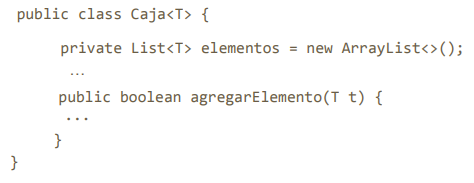 public class Caja<T> {
private List<T> elementos = new ArrayList<>();
...
public boolean agregarElemento(T t) {
...
}
}